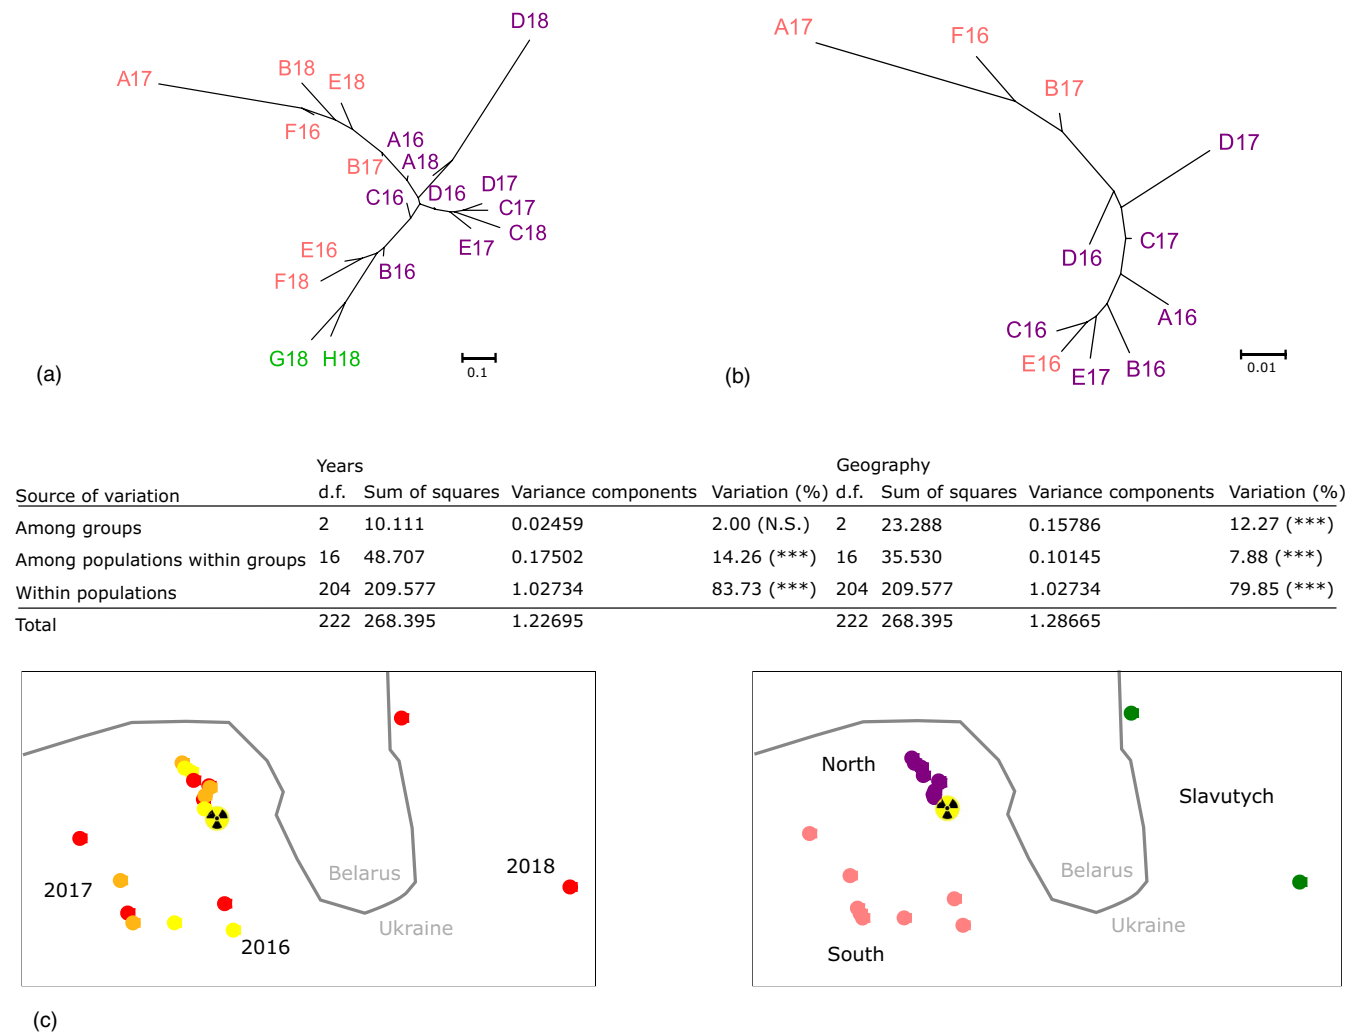 D18
A17
B18
E18
F16
A16
B17
A18
C16
D16
D17
C17
C18
E17
E16
B16
F18
G18 H18
0.1
(a)
A17
F16
B17
D17
C17
D16
A16
C16
E16
E17
B16
0.01
(b)
Years Geography
Source of variation d.f. Sum of squares Variance components Variation (%) d.f. Sum of squares Variance components Variation (%)
Among groups 2 10.111 0.02459 2.00 (N.S.) 2 23.288 0.15786 12.27 (***)
Among populations within groups 16 48.707 0.17502 14.26 (***) 16 35.530 0.10145 7.88 (***)
Within populations 204 209.577 1.02734 83.73 (***) 204 209.577 1.02734 79.85 (***)
Total 222 268.395 1.22695 222 268.395 1.28665
2017
Belarus
2018
Ukraine
2016
North
Slavutych
Belarus
Ukraine
South
(c)